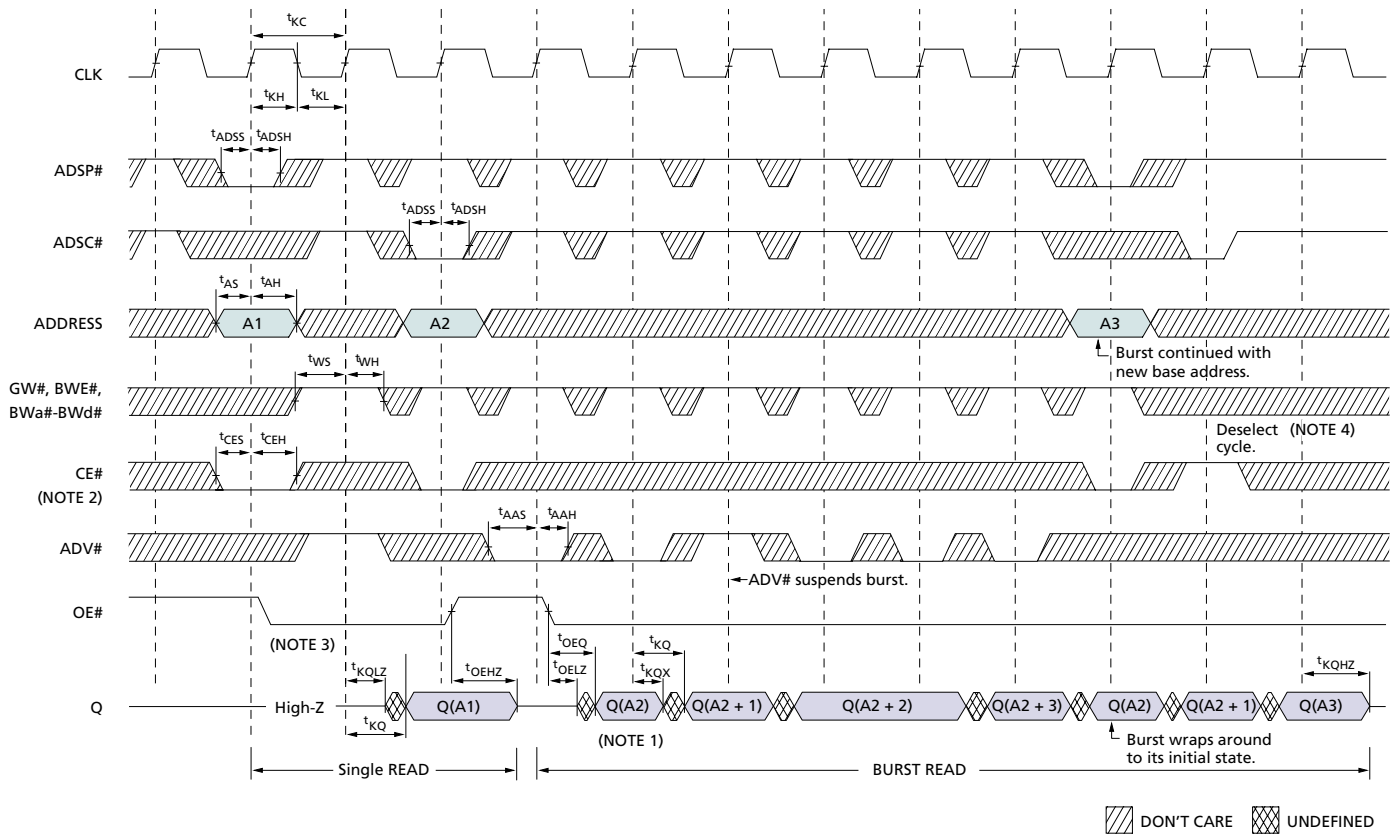 tKC
CLK
tKH
tKL
tADSS
tADSH
ADSP#
tADSS
tADSH
ADSC#
tAS
tAH
ADDRESS
A1
A2
A3
Burst continued with
new base address.
tWS
tWH
GW#, BWE#,
BWa#-BWd#
Deselect (NOTE 4)
cycle.
tCES
tCEH
CE#
(NOTE 2)
tAAS
tAAH
ADV#
ADV# suspends burst.
OE#
(NOTE 3)
tKQLZ
tOEHZ
tOEQ
tOELZ
tKQ
tKQX
tKQHZ
Q
High-Z
Q(A1)
Q(A2)
Q(A2 + 1)
Q(A2 + 2)
Q(A2 + 3)
Q(A2)
Q(A2 + 1)
Q(A3)
tKQ
(NOTE 1)
Burst wraps around
to its initial state.
Single READ
BURST READ
DON'T CARE
UNDEFINED